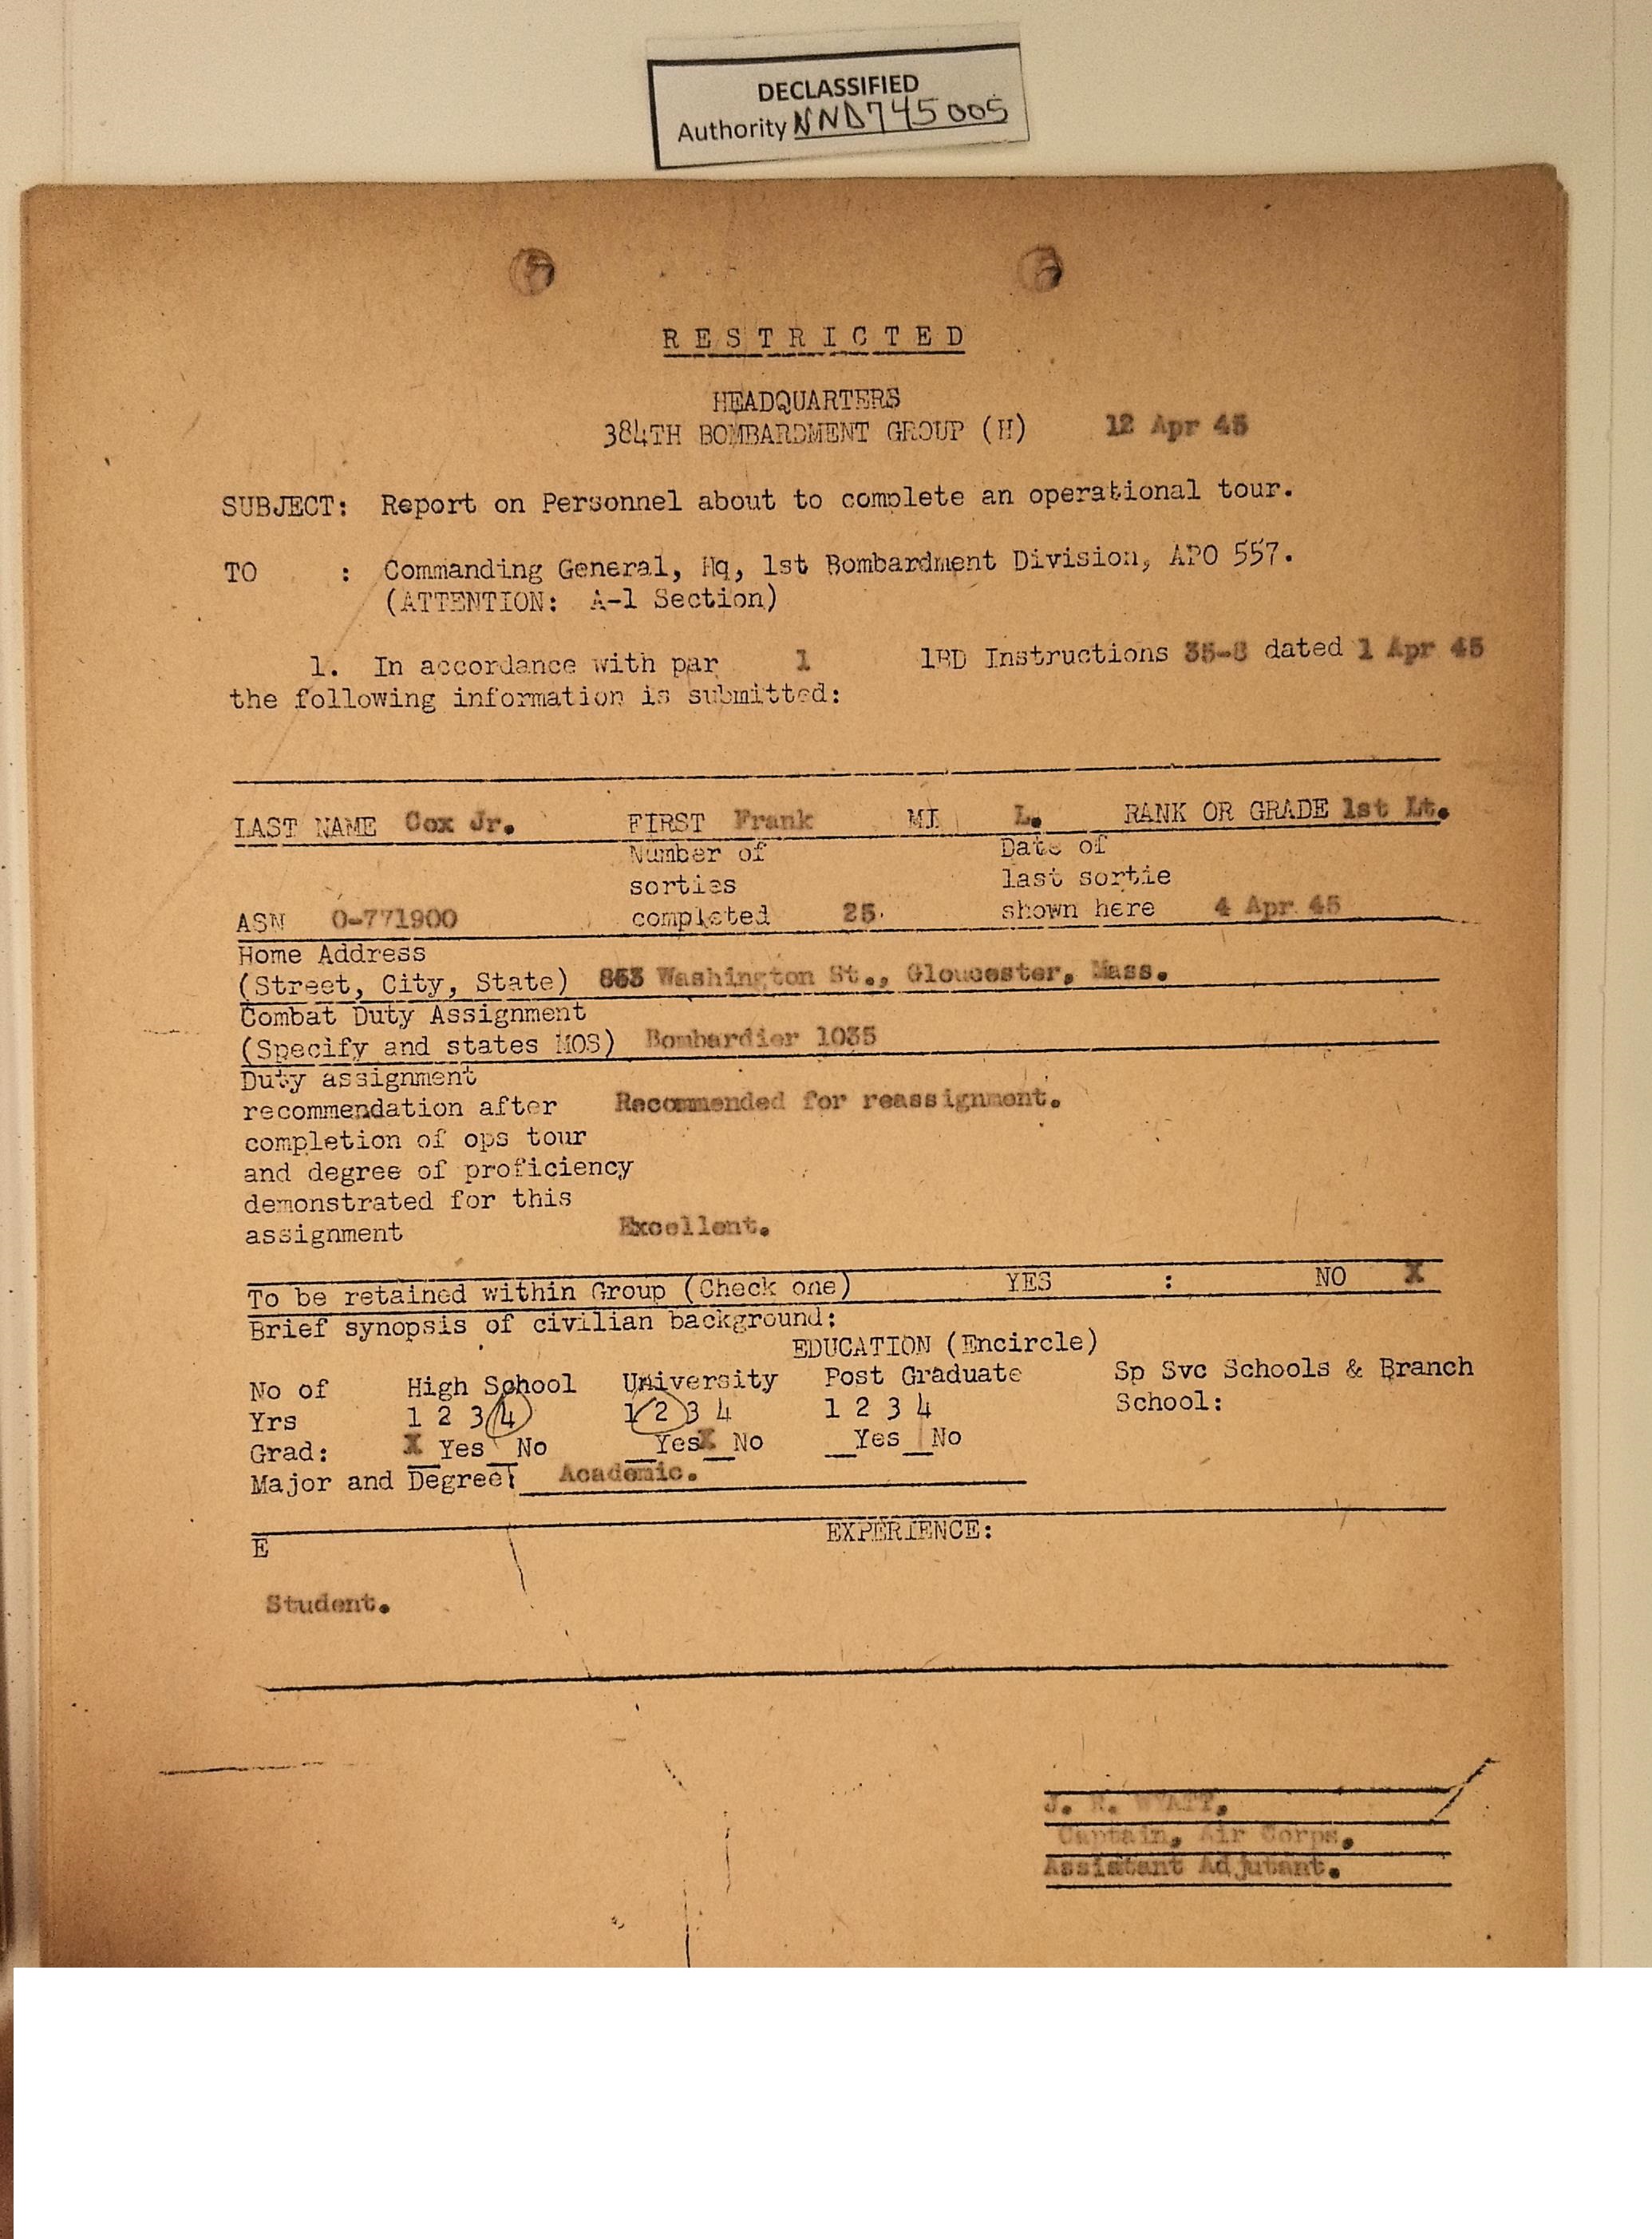 DECLASSIFIED
Authority NND745005
RESTRICTED
HEADQUARTERS
384TH BOMBARDMENT GROUP (H) 12 Apr 45
SUBJECT: Report on Personnel about to complete an operational tour.
TO : Commanding General, Hq, 1st Bombardment Division, APO 557.
(ATTENTION: A-1 Section)
1. In accordance with par 1 1BD Instructions 35-8 dated 1 Apr 45
the following information is submitted:
LAST NAME Cox Jr. FIRST Frank MI L. RANK OR GRADE 1st Lt.
Number of Date of
sorties last sortie
ASN 0-771900 completed 25. shown here 4 Apr 45
Home Address
(Street, City, State) 853 Washington St., Gloucester, Mass.
Combat Duty Assignment
(Specify and states MOS) Bombardier 1035
Duty assignment
recommendation after Recommended for reassignment.
completion of ops tour
and degree of proficiency
demonstrated for this
assignment Excellent.
To be retained within Group (Check one) YES : NO X
Brief synopsis of civilian background:
EDUCATION (Encircle)
No of High School University Post Graduate Sp Svc Schools & Branch
Yrs 1 2 3 4 1 2 3 4 1 2 3 4 School:
Grad: X Yes __No __Yes X No __Yes __No
Major and Degree: Academic.
E EXPERIENCE:
Student.
WYATT,
Captain, Air Corps,
Assistant Adjutant.